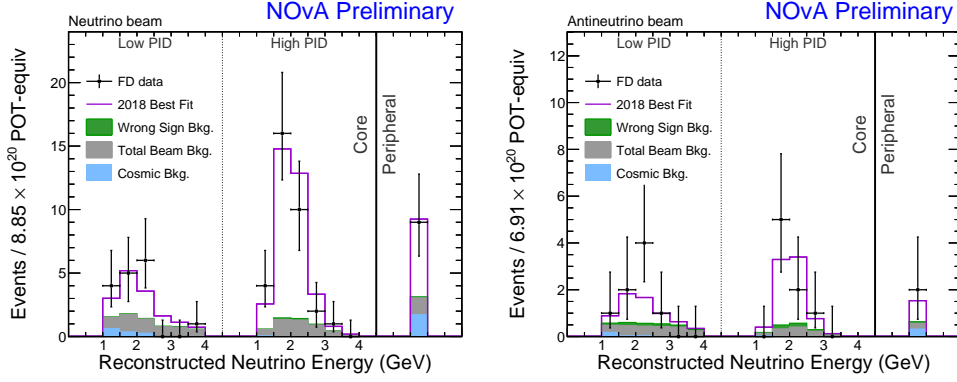 NOvA Preliminary
Neutrino beam
Low PID
High PID
20
15
10
5
0
Events / 8.85 × 10²⁰ POT-equiv
FD data
2018 Best Fit
Wrong Sign Bkg.
Total Beam Bkg.
Cosmic Bkg.
Core
Peripheral
1 2 3 4 1 2 3 4
Reconstructed Neutrino Energy (GeV)
NOvA Preliminary
Antineutrino beam
Low PID
High PID
12
10
8
6
4
2
0
Events / 6.91 × 10²⁰ POT-equiv
FD data
2018 Best Fit
Wrong Sign Bkg.
Total Beam Bkg.
Cosmic Bkg.
Core
Peripheral
1 2 3 4 1 2 3 4
Reconstructed Neutrino Energy (GeV)